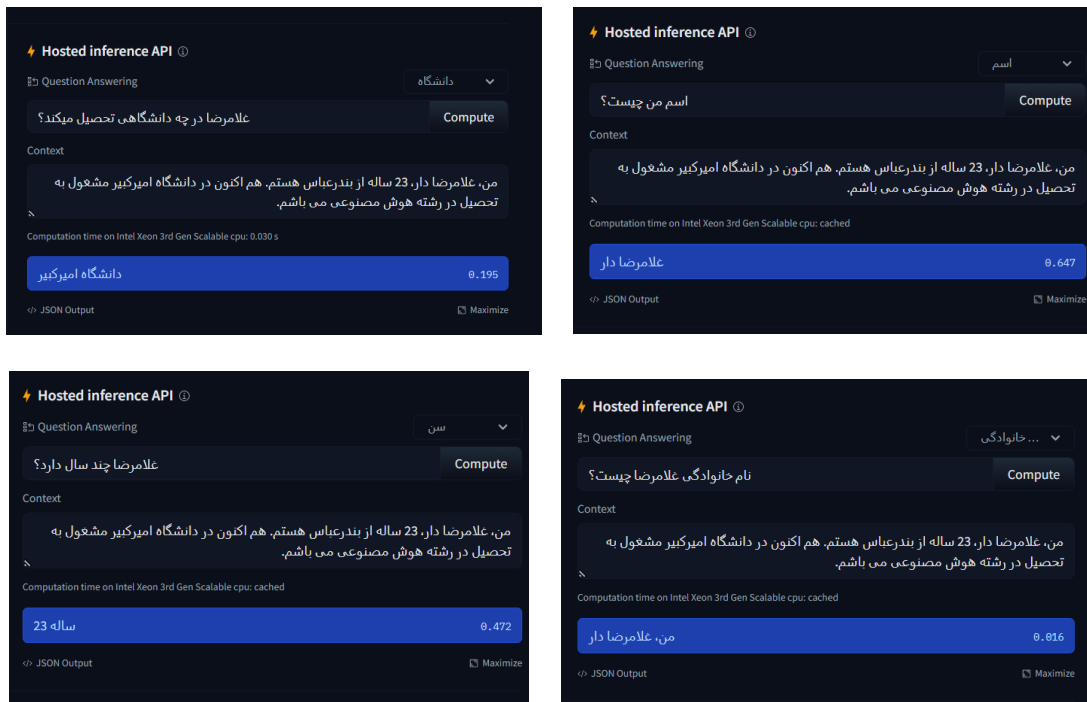 Hosted inference API
Question Answering
دانشگاه
غلامرضا در چه دانشگاهی تحصیل میکند؟
Compute
Context
من، غلامرضا دار، 23 ساله از بندرعباس هستم. هم اکنون در دانشگاه امیرکبیر مشغول به
تحصیل در رشته هوش مصنوعی می باشم.
Computation time on Intel Xeon 3rd Gen Scalable cpu: 0.030 s
دانشگاه امیرکبیر
0.195
</> JSON Output
Maximize
Hosted inference API
Question Answering
اسم
اسم من چیست؟
Compute
Context
من، غلامرضا دار، 23 ساله از بندرعباس هستم. هم اکنون در دانشگاه امیرکبیر مشغول به
تحصیل در رشته هوش مصنوعی می باشم.
Computation time on Intel Xeon 3rd Gen Scalable cpu: cached
غلامرضا دار
0.647
</> JSON Output
Maximize
Hosted inference API
Question Answering
سن
غلامرضا چند سال دارد؟
Compute
Context
من، غلامرضا دار، 23 ساله از بندرعباس هستم. هم اکنون در دانشگاه امیرکبیر مشغول به
تحصیل در رشته هوش مصنوعی می باشم.
Computation time on Intel Xeon 3rd Gen Scalable cpu: cached
23 ساله
0.472
</> JSON Output
Maximize
Hosted inference API
Question Answering
خانوادگی ...
نام خانوادگی غلامرضا چیست؟
Compute
Context
من، غلامرضا دار، 23 ساله از بندرعباس هستم. هم اکنون در دانشگاه امیرکبیر مشغول به
تحصیل در رشته هوش مصنوعی می باشم.
Computation time on Intel Xeon 3rd Gen Scalable cpu: cached
من، غلامرضا دار
0.016
</> JSON Output
Maximize